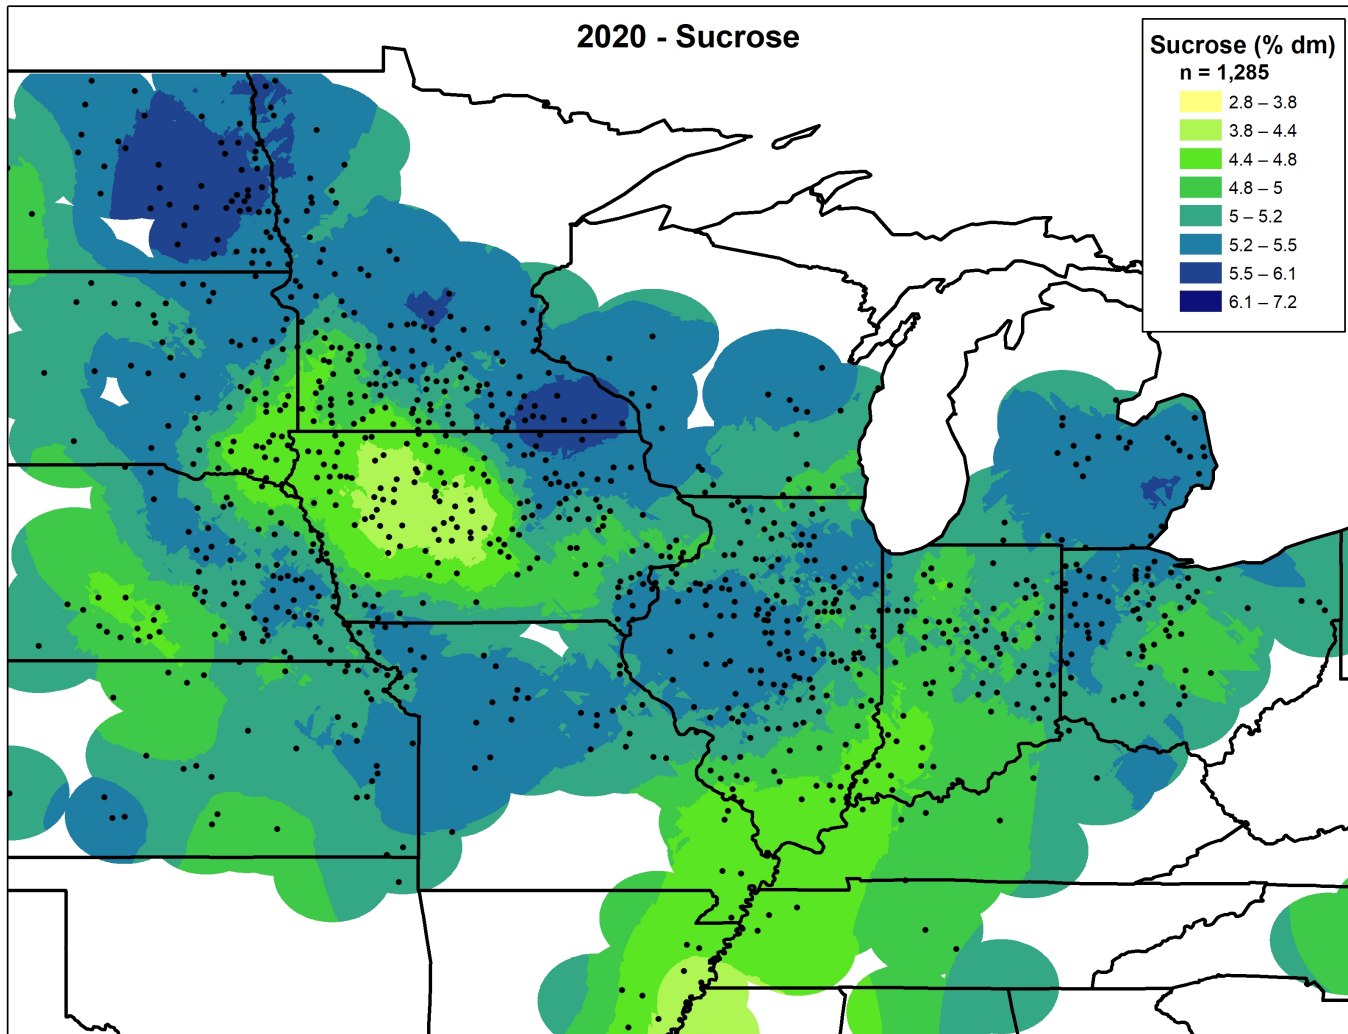 2020 - Sucrose
Sucrose (% dm)
n = 1,285
2.8 – 3.8
3.8 – 4.4
4.4 – 4.8
4.8 – 5
5 – 5.2
5.2 – 5.5
5.5 – 6.1
6.1 – 7.2